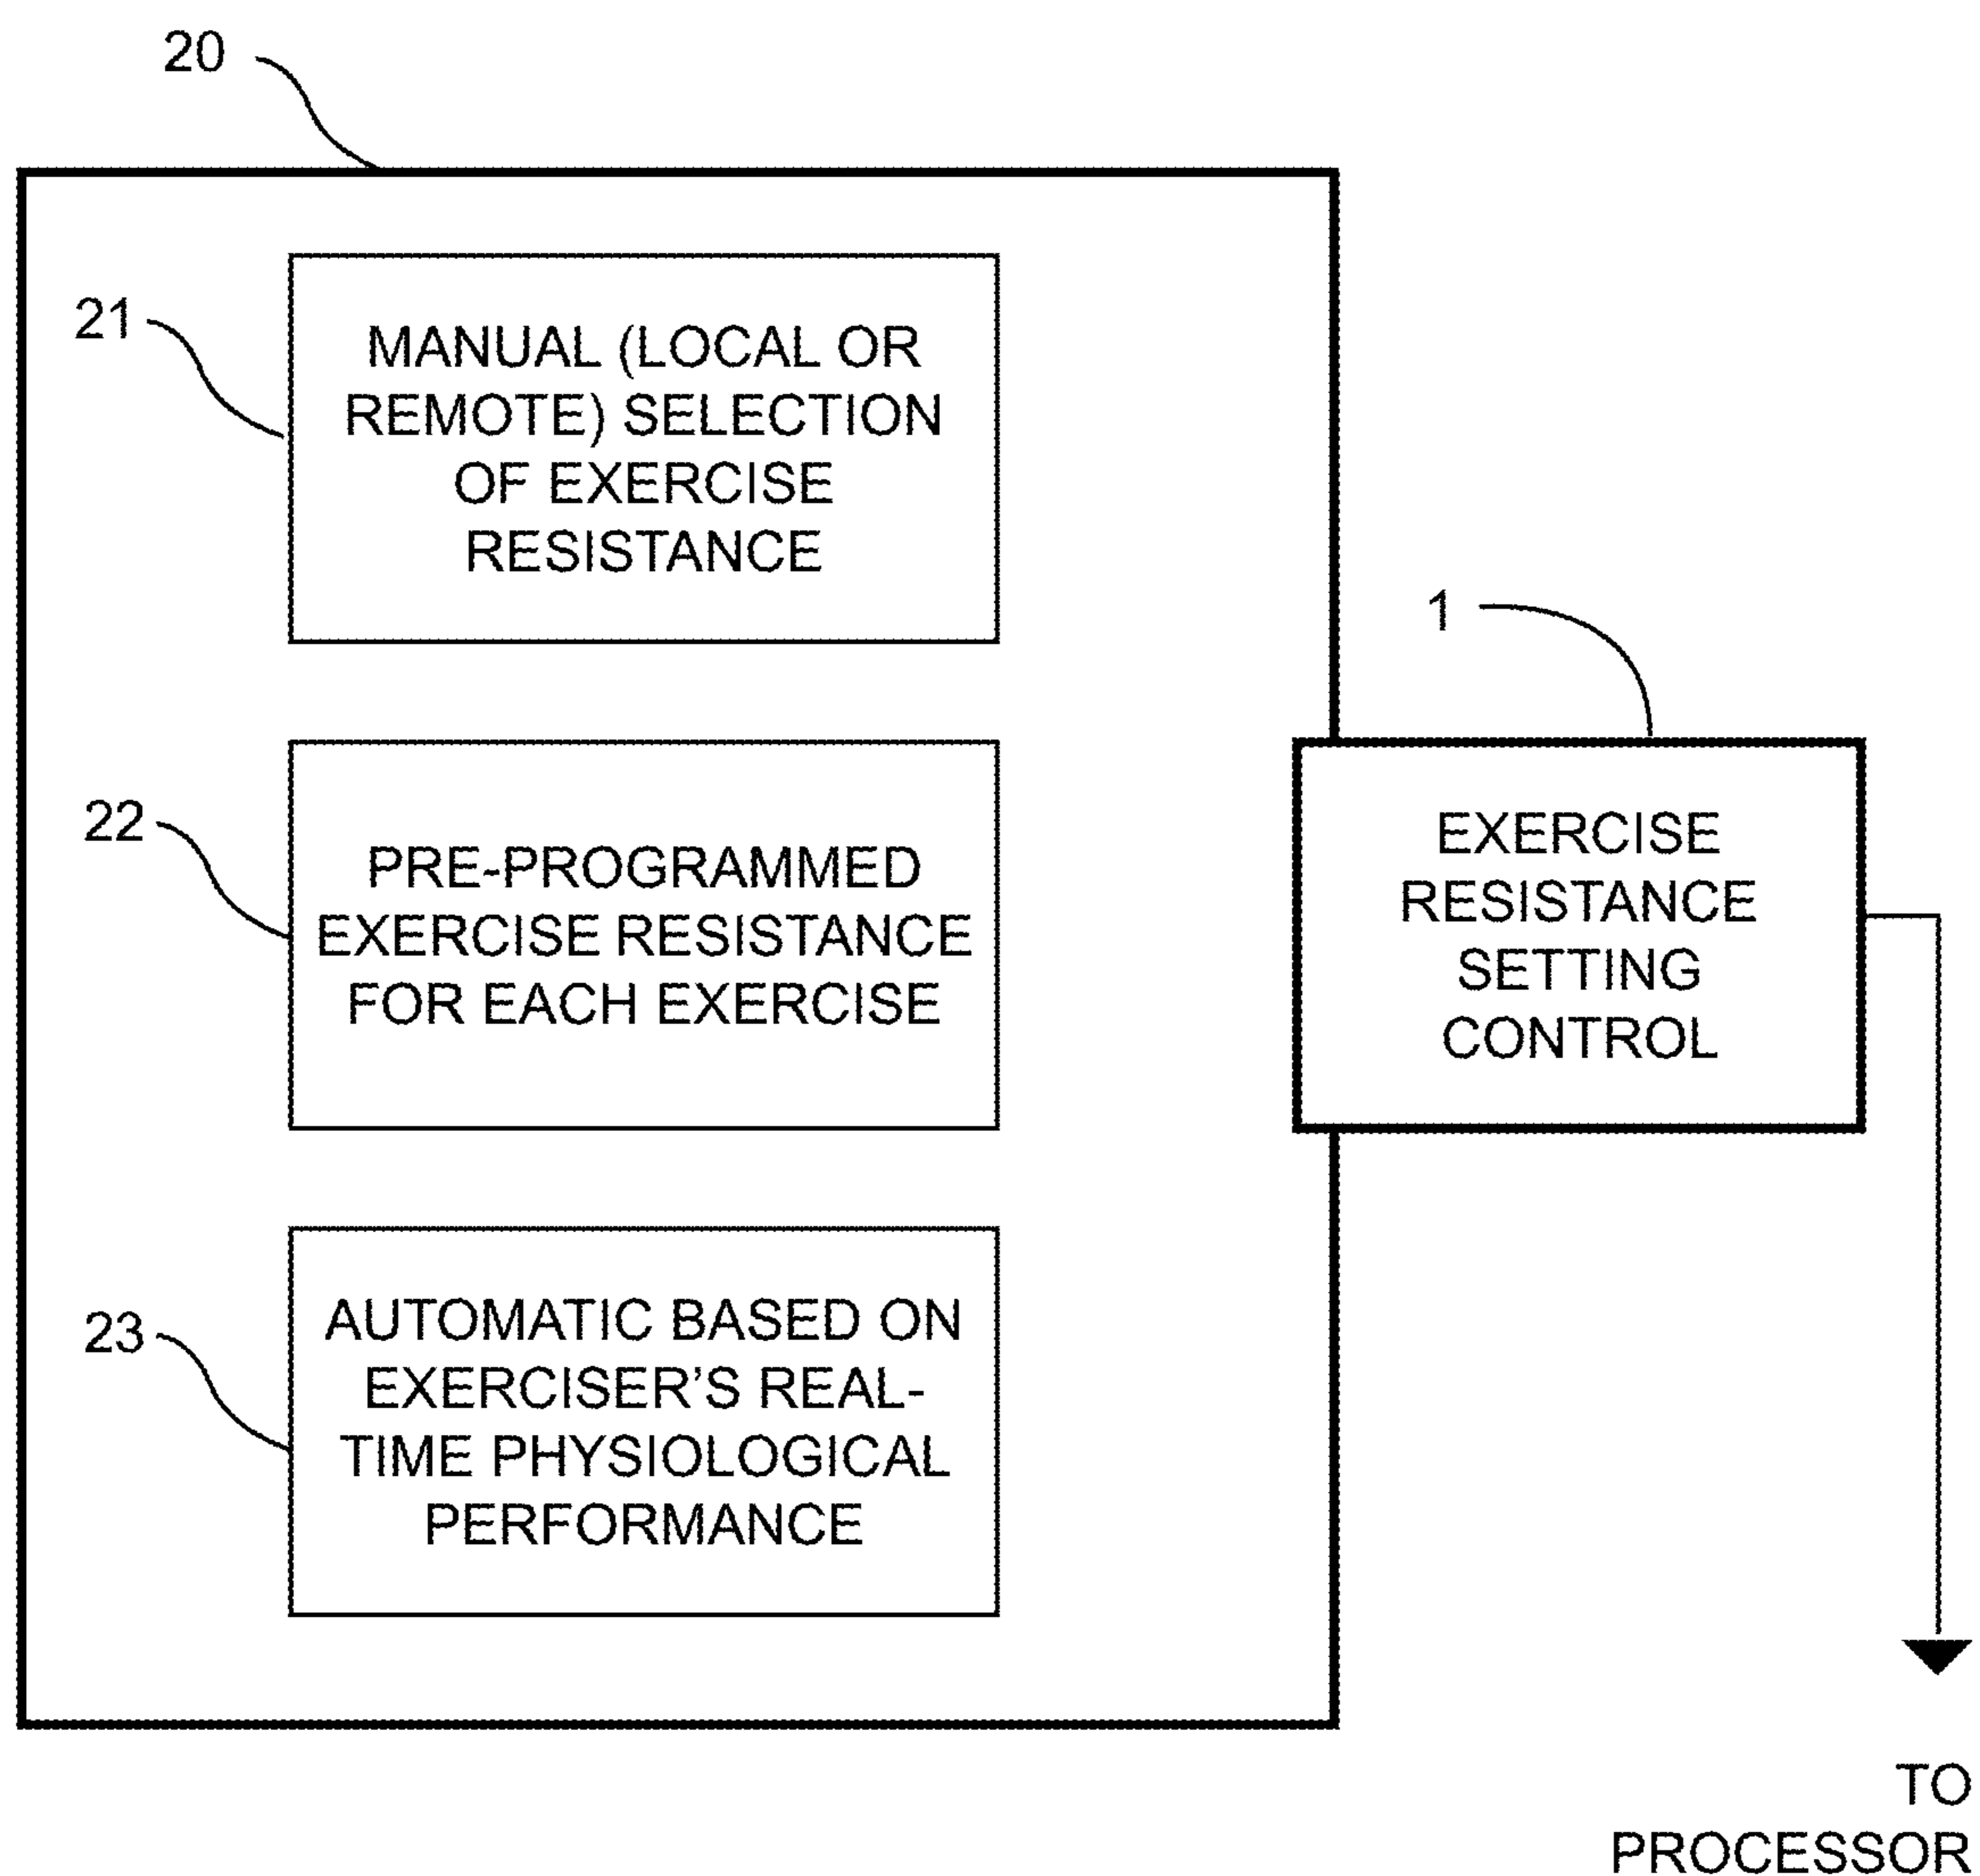 20
21
MANUAL (LOCAL OR
REMOTE) SELECTION
OF EXERCISE
RESISTANCE
1
22
PRE-PROGRAMMED
EXERCISE RESISTANCE
FOR EACH EXERCISE
EXERCISE
RESISTANCE
SETTING
CONTROL
23
AUTOMATIC BASED ON
EXERCISER’S REAL-
TIME PHYSIOLOGICAL
PERFORMANCE
TO
PROCESSOR